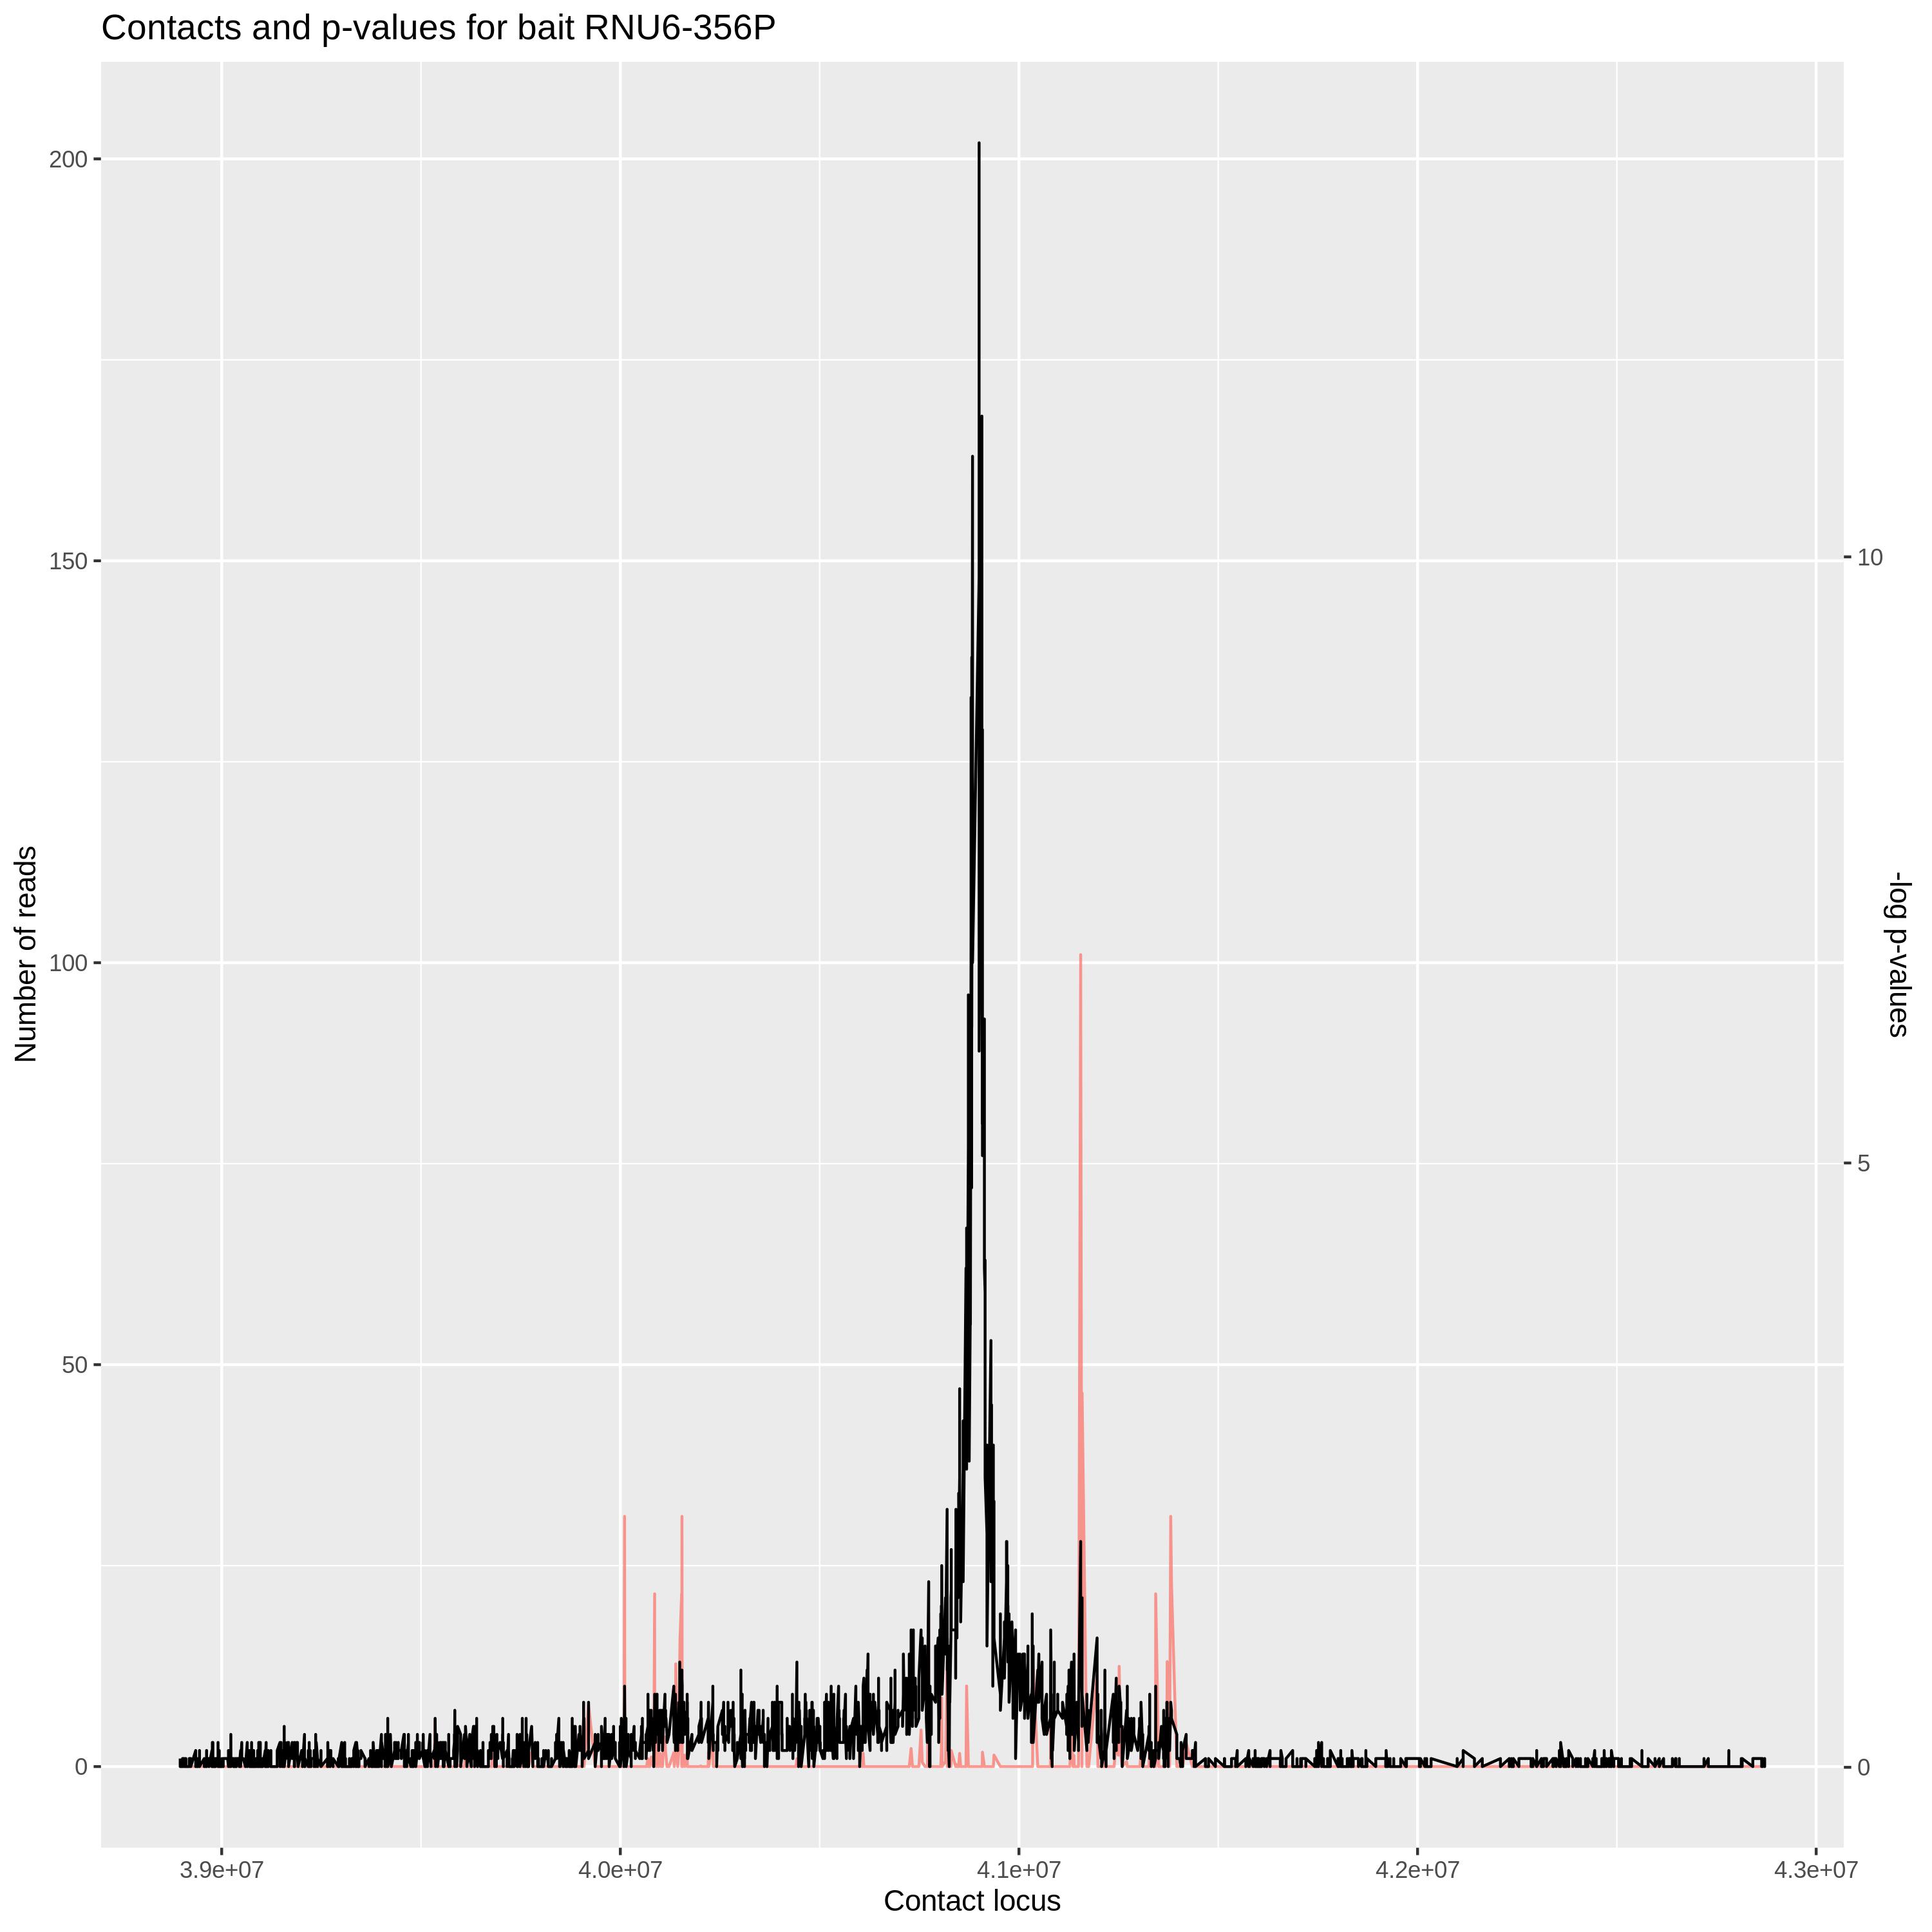 Contacts and p-values for bait RNU6-356P
200
150
100
50
0
Number of reads
10
5
0
-log p-values
3.9e+07
4.0e+07
4.1e+07
4.2e+07
4.3e+07
Contact locus